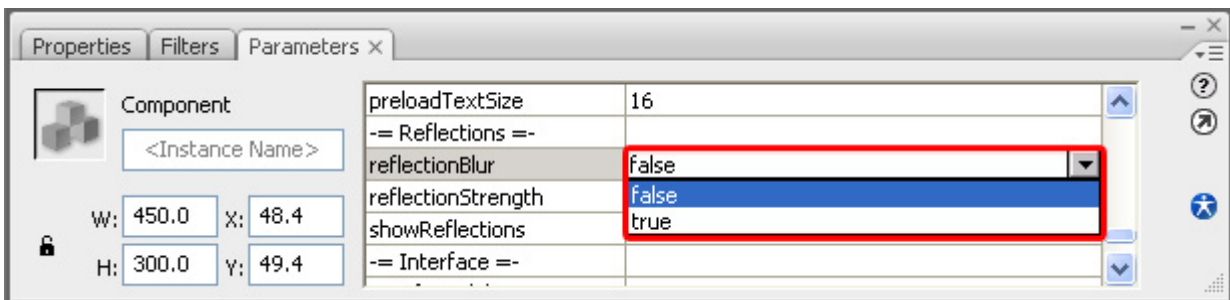 Properties Filters Parameters
Component
<Instance Name>
W: 450.0 X: 48.4
H: 300.0 Y: 49.4
preloadTextSize 16
-= Reflections =-
reflectionBlur false
reflectionStrength false
showReflections true
-= Interface =-